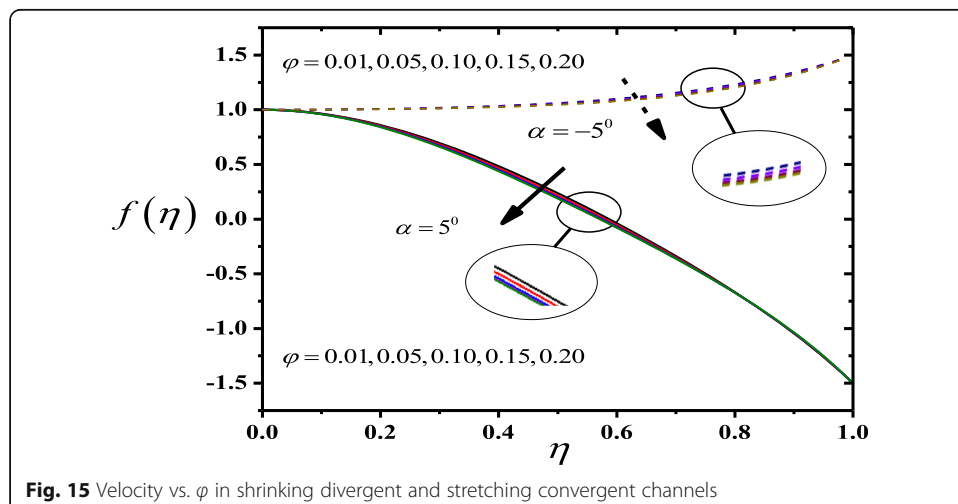 1.5
φ = 0.01, 0.05, 0.10, 0.15, 0.20
1.0
α = −5⁰
0.5
f(η)
0.0
α = 5⁰
-0.5
-1.0
φ = 0.01, 0.05, 0.10, 0.15, 0.20
-1.5
0.0 0.2 0.4 0.6 0.8 1.0
η
Fig. 15 Velocity vs. φ in shrinking divergent and stretching convergent channels